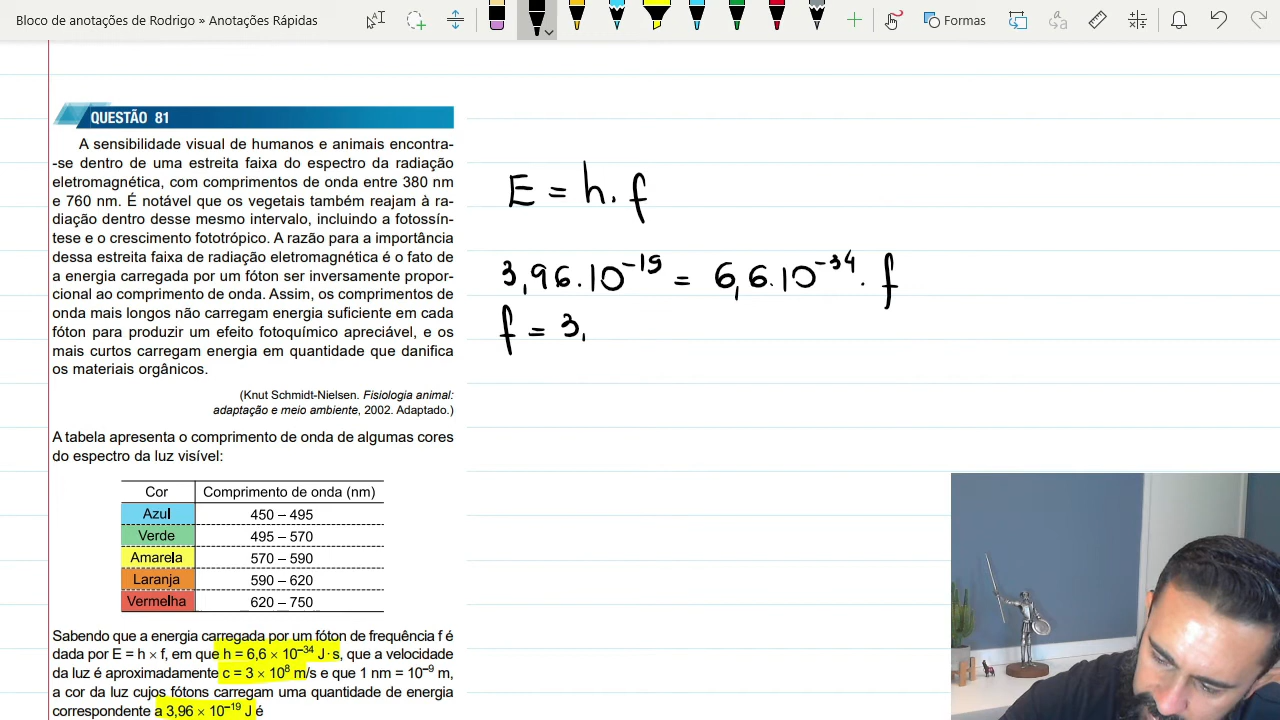 Bloco de anotações de Rodrigo » Anotações Rápidas
Formas
QUESTÃO 81
A sensibilidade visual de humanos e animais encontra-
-se dentro de uma estreita faixa do espectro da radiação
eletromagnética, com comprimentos de onda entre 380 nm
e 760 nm. É notável que os vegetais também reajam à ra-
diação dentro desse mesmo intervalo, incluindo a fotossín-
tese e o crescimento fototrópico. A razão para a importância
dessa estreita faixa de radiação eletromagnética é o fato de
a energia carregada por um fóton ser inversamente propor-
cional ao comprimento de onda. Assim, os comprimentos de
onda mais longos não carregam energia suficiente em cada
fóton para produzir um efeito fotoquímico apreciável, e os
mais curtos carregam energia em quantidade que danifica
os materiais orgânicos.
(Knut Schmidt-Nielsen. Fisiologia animal:
adaptação e meio ambiente, 2002. Adaptado.)
A tabela apresenta o comprimento de onda de algumas cores
do espectro da luz visível:
Cor Comprimento de onda (nm)
Azul 450 – 495
Verde 495 – 570
Amarela 570 – 590
Laranja 590 – 620
Vermelha 620 – 750
Sabendo que a energia carregada por um fóton de frequência f é
dada por E = h × f, em que h = 6,6 × 10⁻³⁴ J · s, que a velocidade
da luz é aproximadamente c = 3 × 10⁸ m/s e que 1 nm = 10⁻⁹ m,
a cor da luz cujos fótons carregam uma quantidade de energia
correspondente a 3,96 × 10⁻¹⁹ J é
E = h. f
3,96.10⁻¹⁹ = 6,6.10⁻³⁴. f
f = 3,